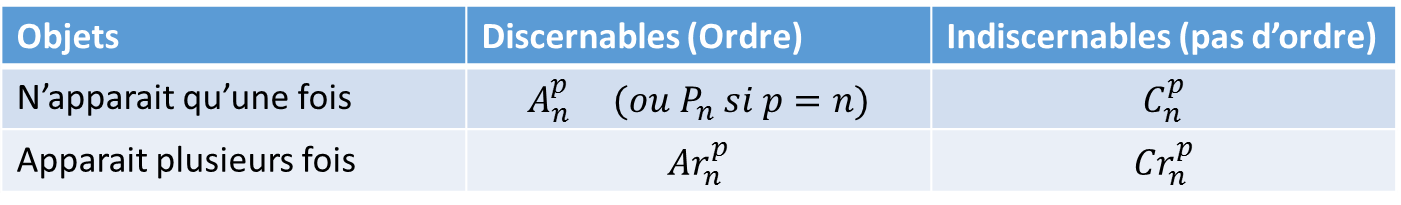 Objets Discernables (Ordre) Indiscernables (pas d’ordre)
N’apparait qu’une fois $A_n^p$ $(ou\ P_n\ si\ p = n)$ $C_n^p$
Apparait plusieurs fois $Ar_n^p$ $Cr_n^p$